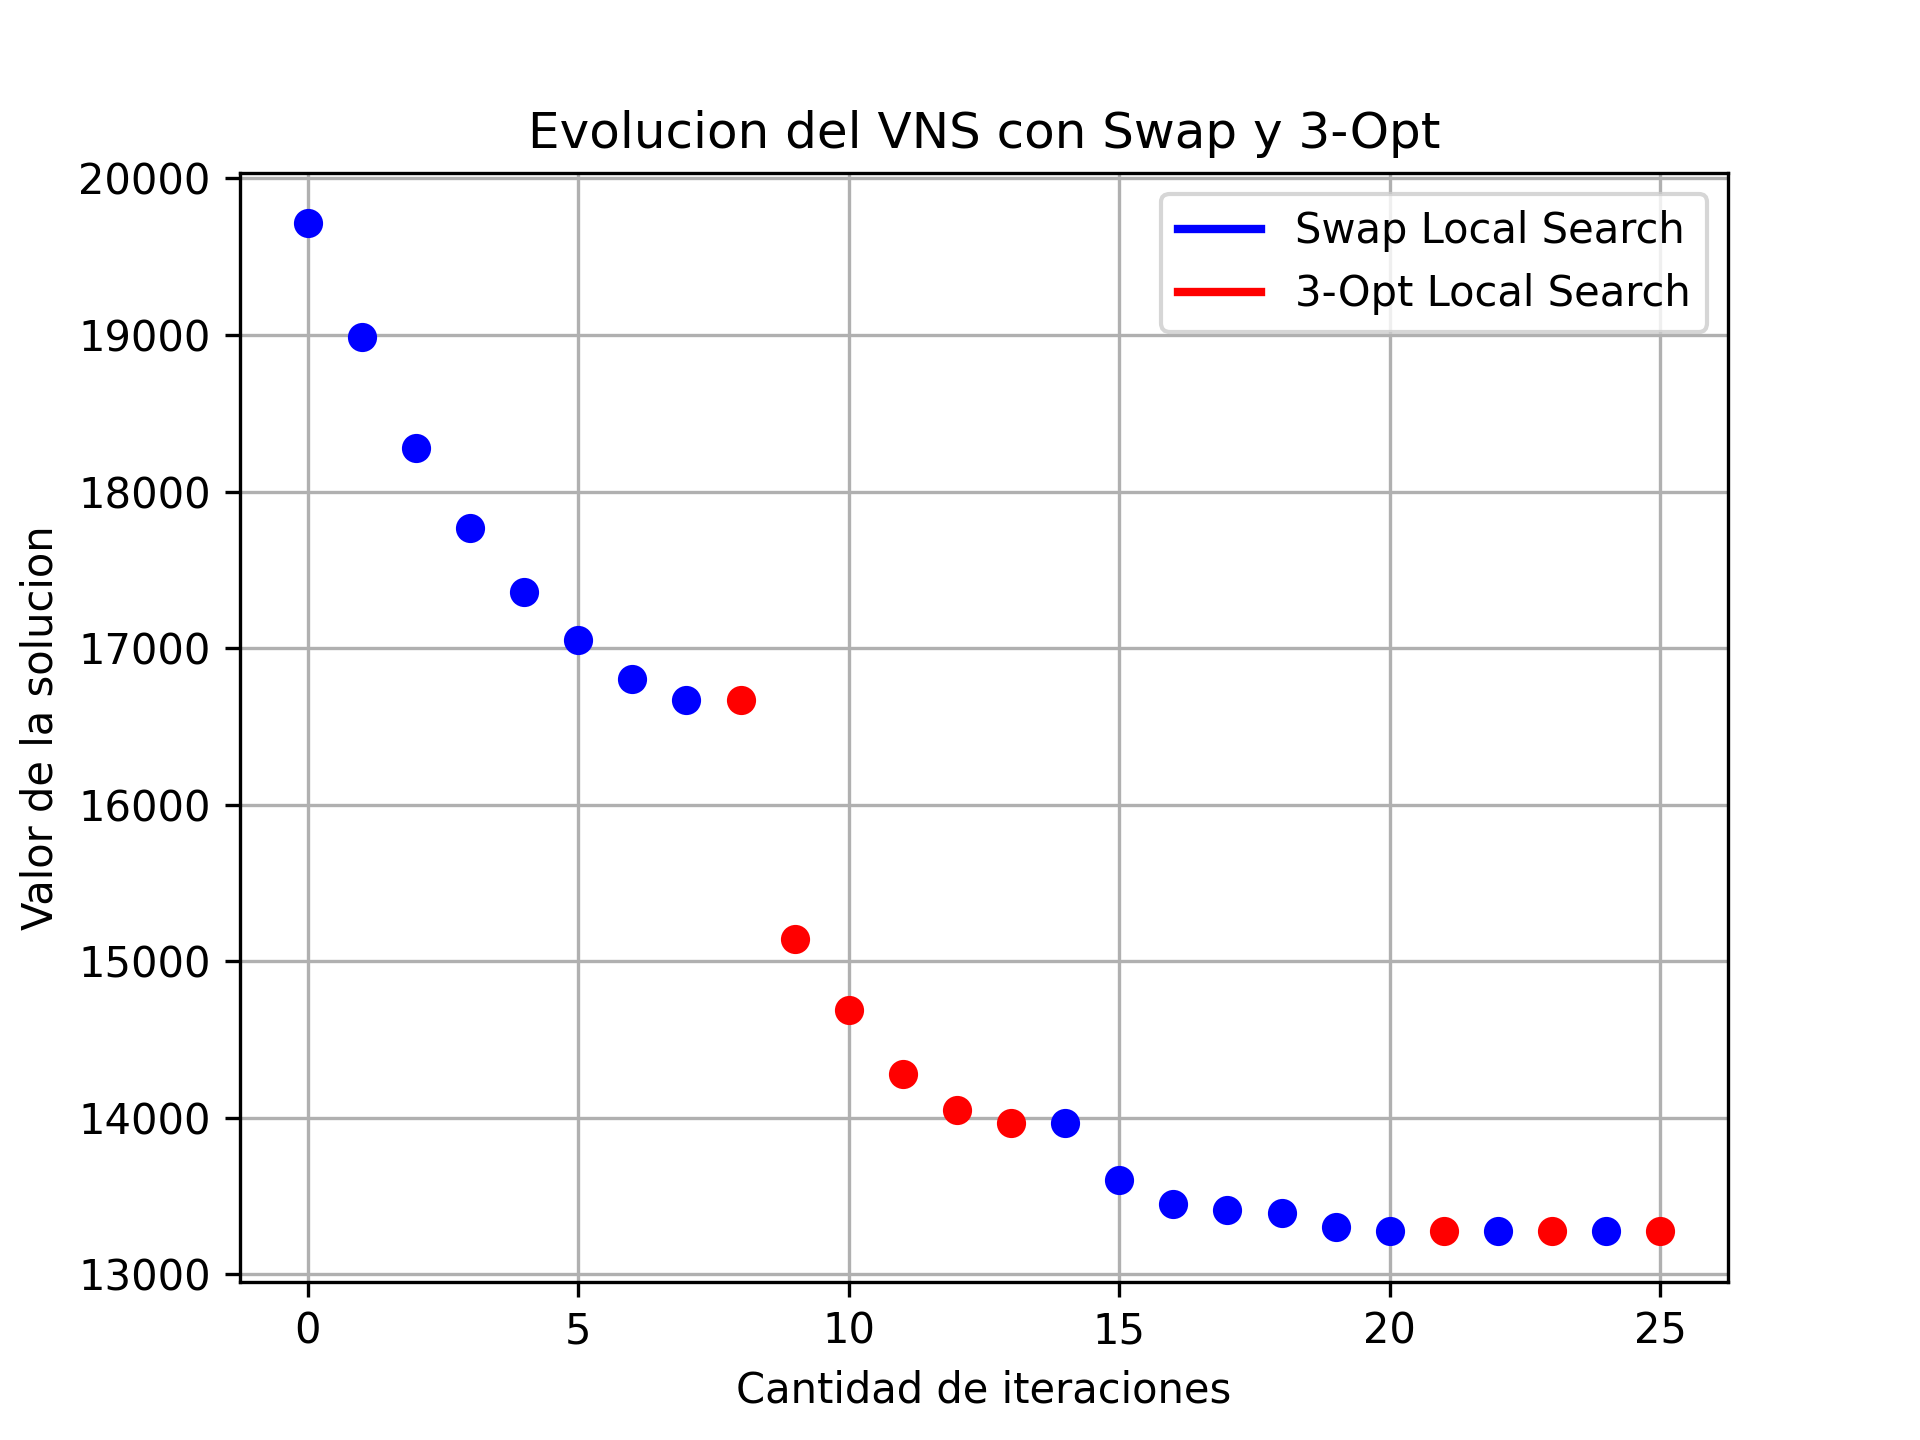 Evolucion del VNS con Swap y 3-Opt
Swap Local Search
3-Opt Local Search
Valor de la solucion
20000
19000
18000
17000
16000
15000
14000
13000
0 5 10 15 20 25
Cantidad de iteraciones